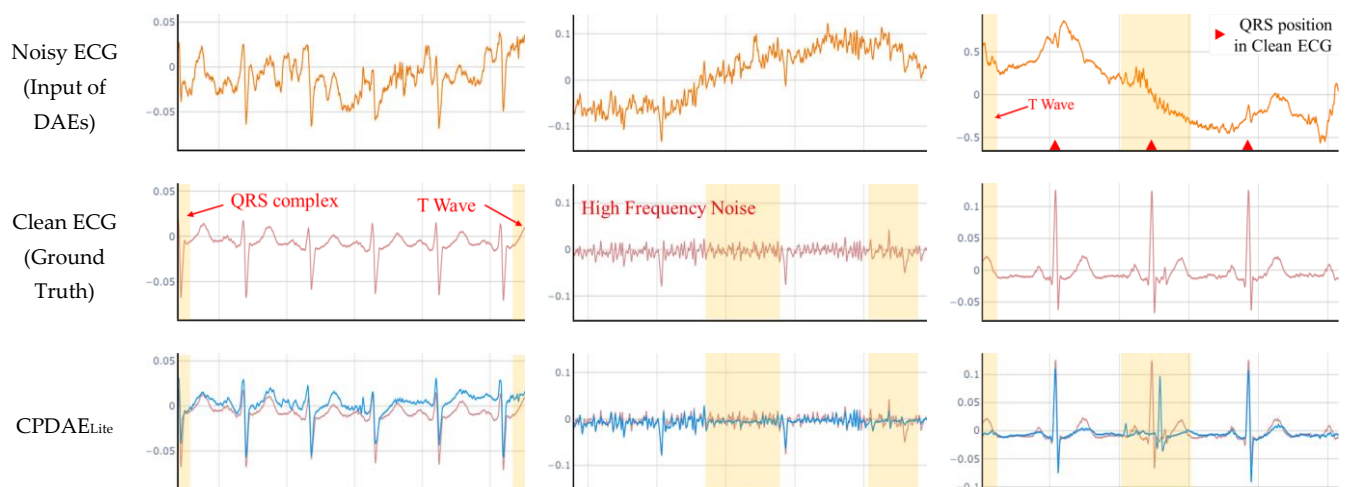 Noisy ECG
(Input of
DAEs)
0.05
0
−0.05
0.1
0
−0.1
0.5
0
−0.5
T Wave
QRS position
in Clean ECG
Clean ECG
(Ground
Truth)
0.05
0
−0.05
QRS complex
T Wave
0.1
0
−0.1
High Frequency Noise
0.1
0.05
0
−0.05
CPDAELite
0.05
0
−0.05
0.1
0
−0.1
0.1
0.05
0
−0.05
−0.1